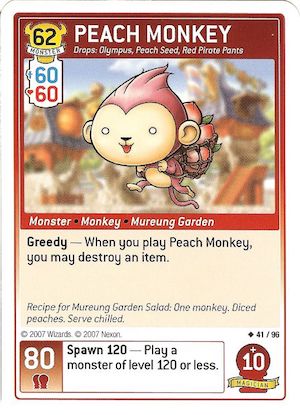 62
MONSTER
PEACH MONKEY
Drops: Olympus, Peach Seed, Red Pirate Pants
60
60
Monster • Monkey • Mureung Garden
Greedy — When you play Peach Monkey,
you may destroy an item.
Recipe for Mureung Garden Salad: One monkey. Diced
peaches. Serve chilled.
© 2007 Wizards. © 2007 Nexon.
◆ 41 / 96
80
Spawn 120 — Play a
monster of level 120 or less.
+
10
MAGICIAN